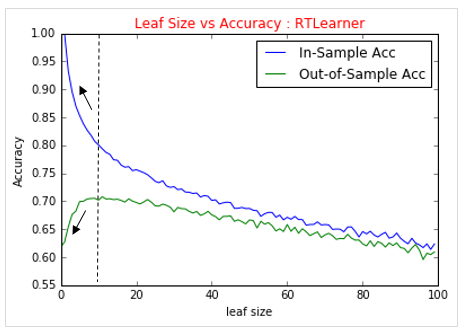 Leaf Size vs Accuracy : RTLearner
In-Sample Acc
Out-of-Sample Acc
Accuracy
1.00
0.95
0.90
0.85
0.80
0.75
0.70
0.65
0.60
0.55
0 20 40 60 80 100
leaf size